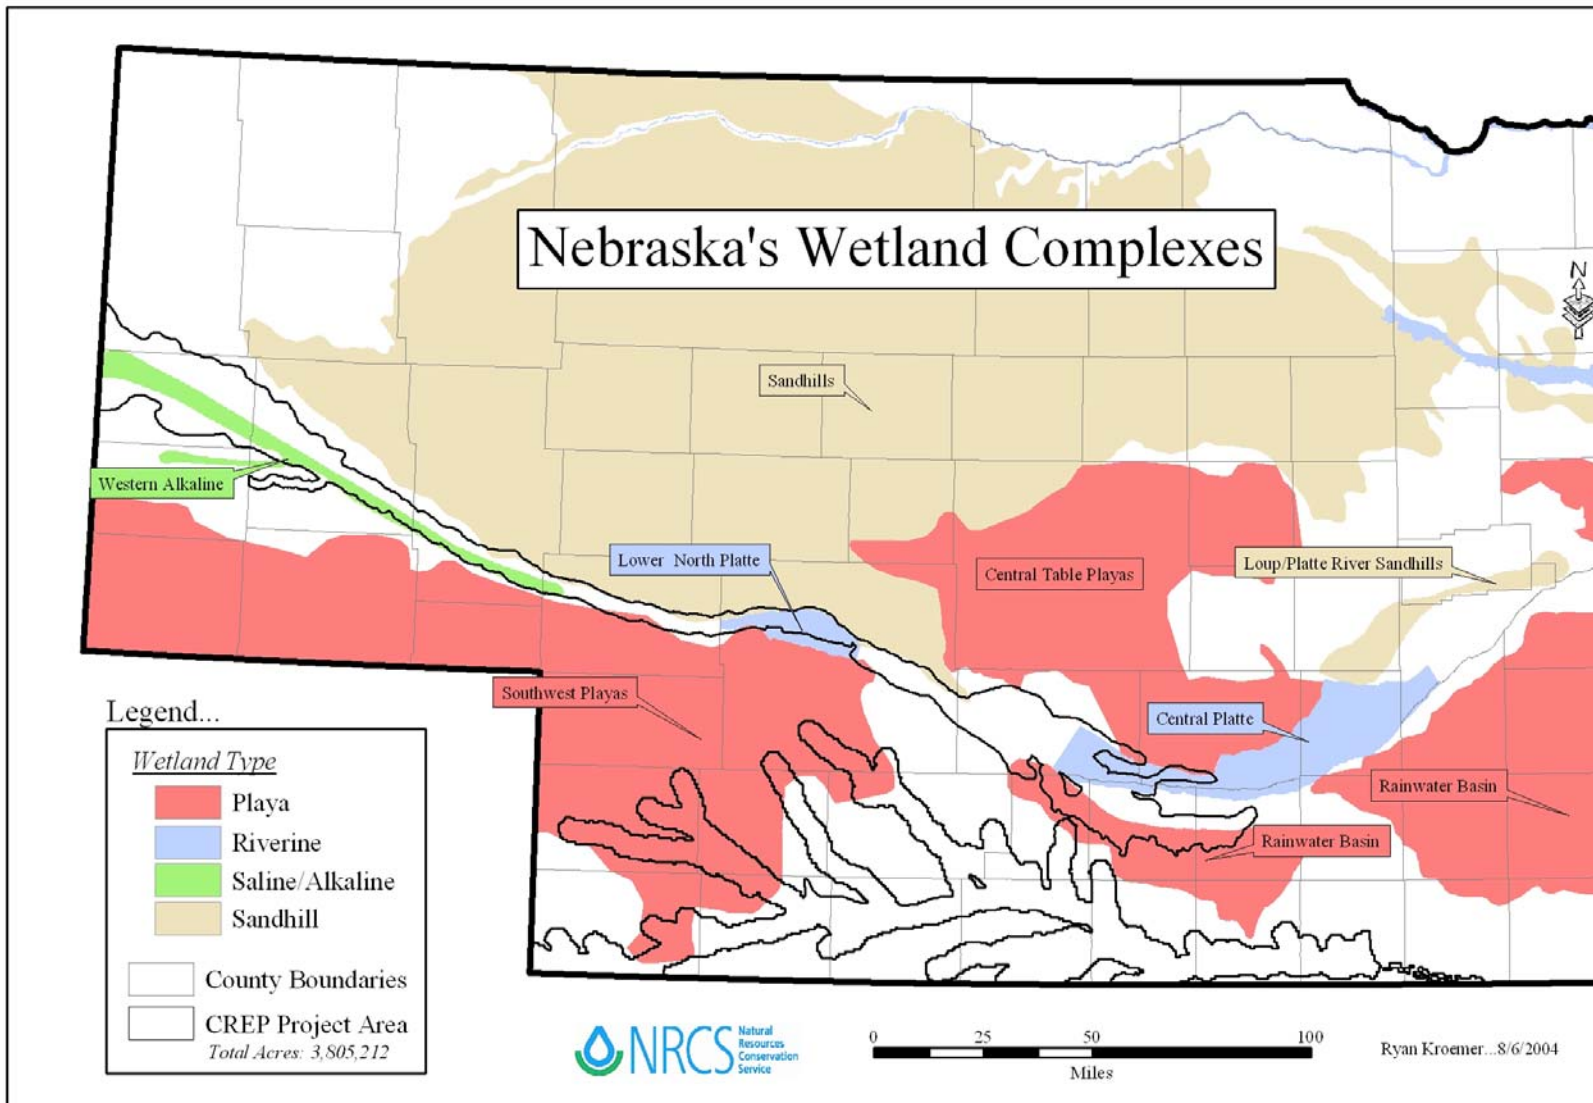 Nebraska's Wetland Complexes
N
Sandhills
Western Alkaline
Lower North Platte
Central Table Playas
Loup/Platte River Sandhills
Southwest Playas
Central Platte
Rainwater Basin
Rainwater Basin
Legend...
Wetland Type
Playa
Riverine
Saline/Alkaline
Sandhill
County Boundaries
CREP Project Area
Total Acres: 3,805,212
NRCS
Natural
Resources
Conservation
Service
0 25 50 100
Miles
Ryan Kroemer...8/6/2004